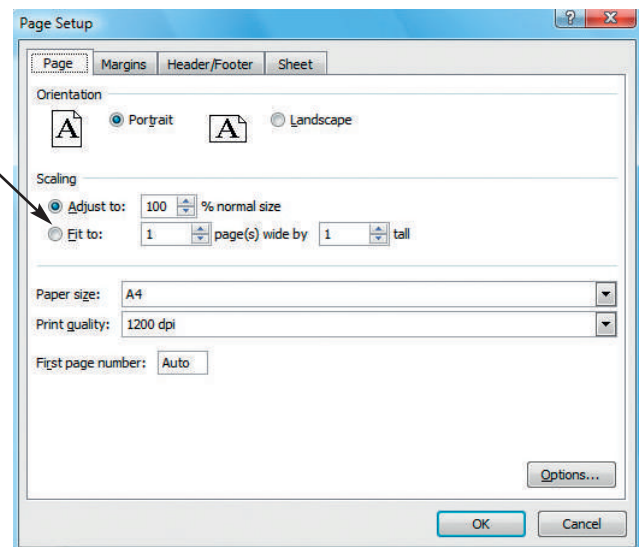 Page Setup
Page Margins Header/Footer Sheet
Orientation
A Portrait A Landscape
Scaling
Adjust to: 100 % normal size
Fit to: 1 page(s) wide by 1 tall
Paper size: A4
Print quality: 1200 dpi
First page number: Auto
Options...
OK Cancel